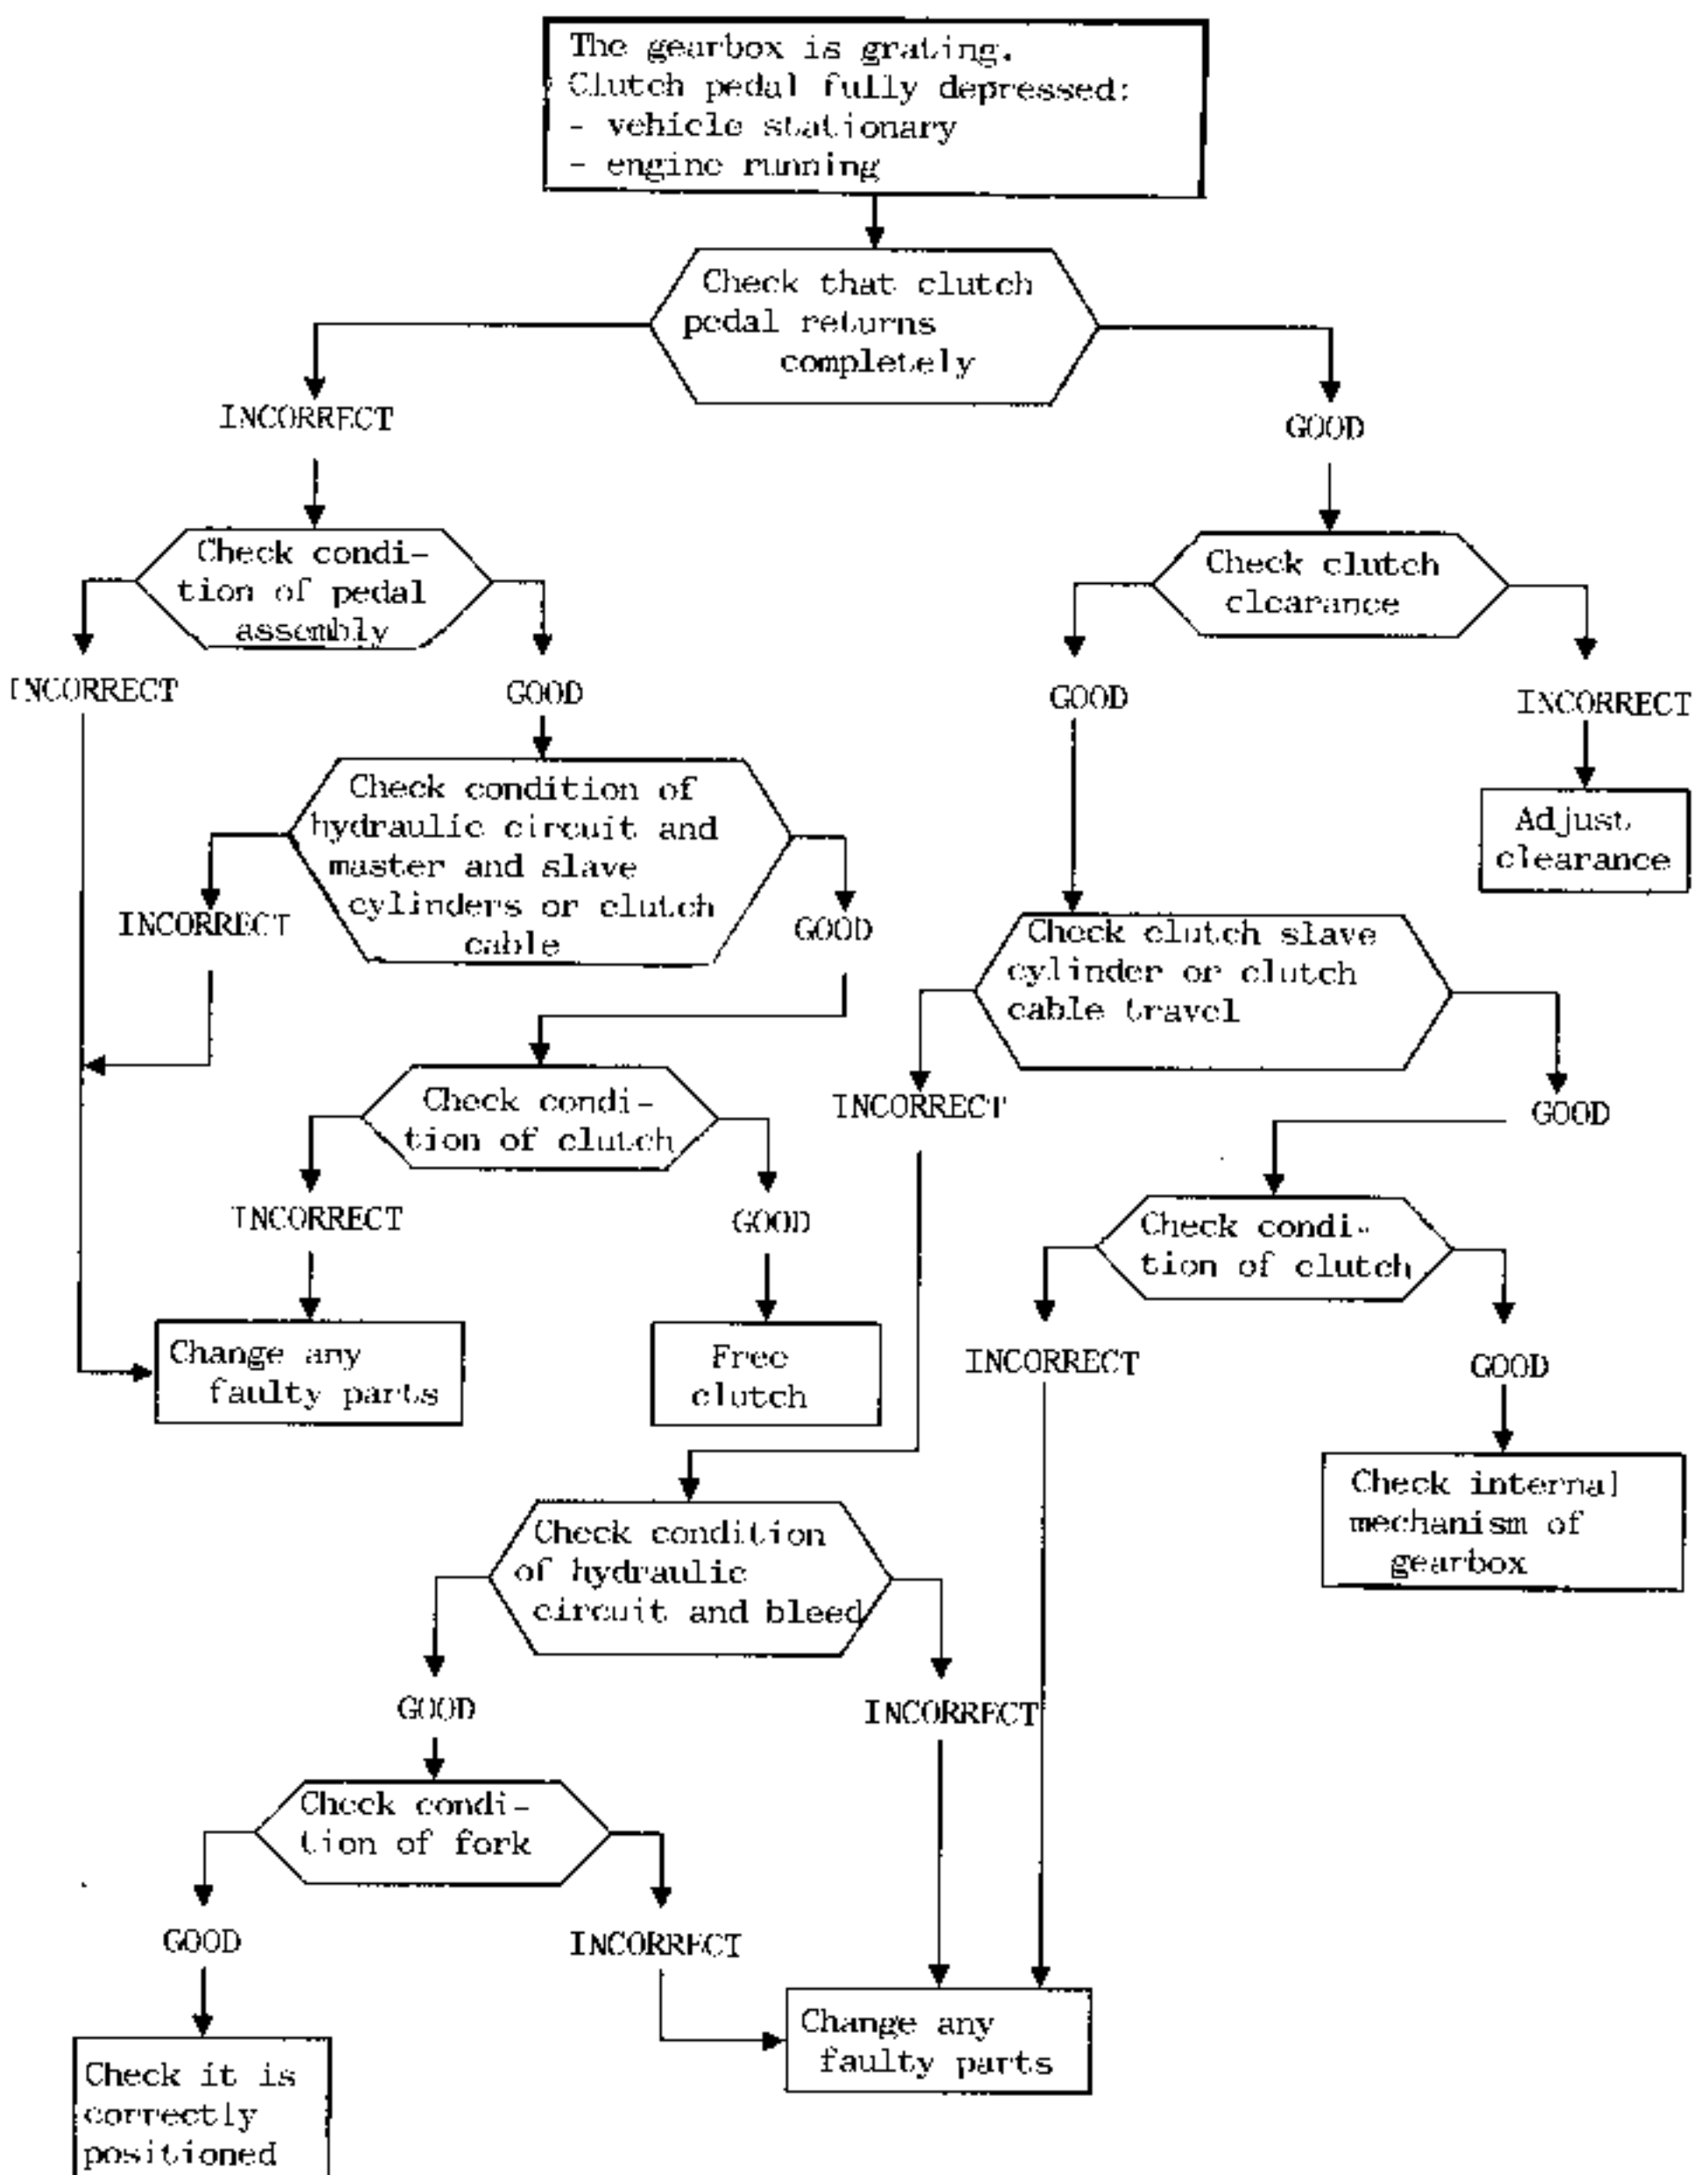 The gearbox is grating.
Clutch pedal fully depressed:
- vehicle stationary
- engine running
Check that clutch
pedal returns
completely
INCORRECT
GOOD
Check condi-
tion of pedal
assembly
Check clutch
clearance
INCORRECT
GOOD
GOOD
INCORRECT
Check condition of
hydraulic circuit and
master and slave
cylinders or clutch
cable
Adjust
clearance
INCORRECT
GOOD
Check clutch slave
cylinder or clutch
cable travel
Check condi-
tion of clutch
INCORRECT
GOOD
INCORRECT
GOOD
Check condi-
tion of clutch
Change any
faulty parts
Free
clutch
INCORRECT
GOOD
Check condition
of hydraulic
circuit and bleed
Check internal
mechanism of
gearbox
GOOD
INCORRECT
Check condi-
tion of fork
GOOD
INCORRECT
Change any
faulty parts
Check it is
correctly
positioned